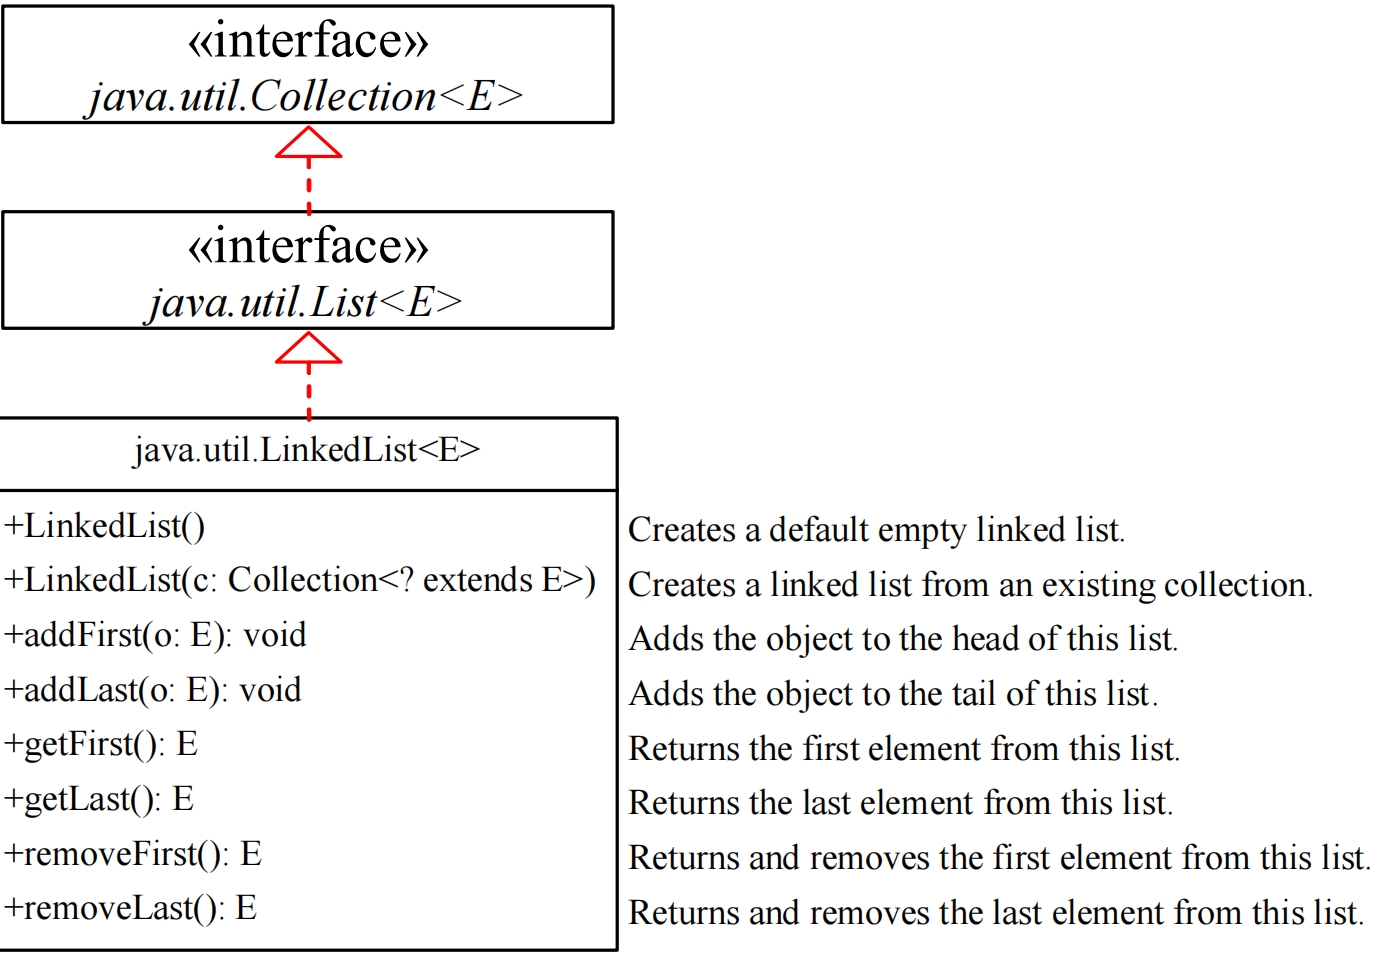 «interface»
java.util.Collection<E>
«interface»
java.util.List<E>
java.util.LinkedList<E>
+LinkedList()
Creates a default empty linked list.
+LinkedList(c: Collection<? extends E>)
Creates a linked list from an existing collection.
+addFirst(o: E): void
Adds the object to the head of this list.
+addLast(o: E): void
Adds the object to the tail of this list.
+getFirst(): E
Returns the first element from this list.
+getLast(): E
Returns the last element from this list.
+removeFirst(): E
Returns and removes the first element from this list.
+removeLast(): E
Returns and removes the last element from this list.